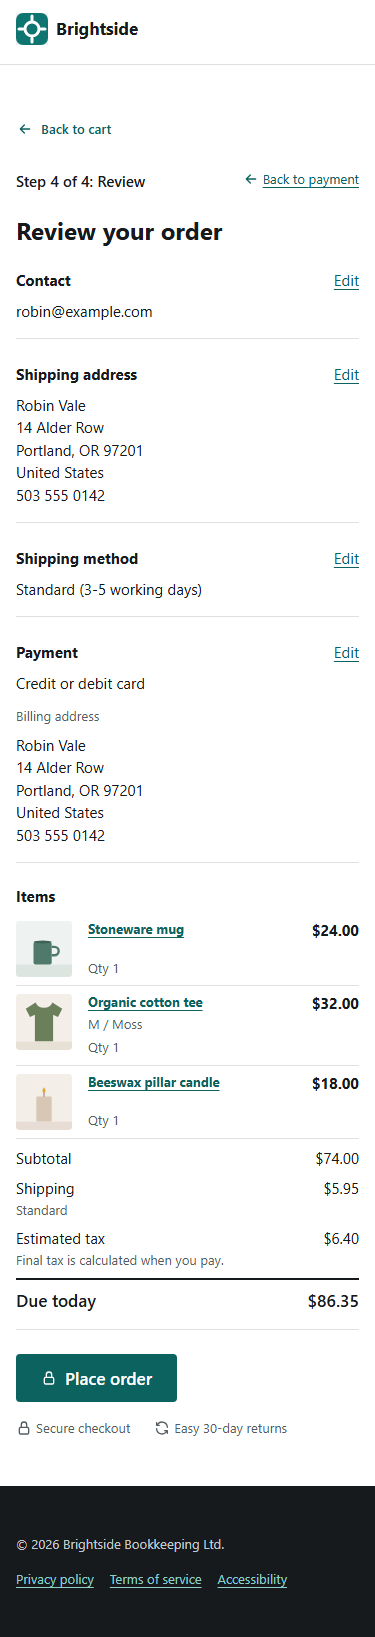 Brightside
Back to cart
Step 4 of 4: Review
Back to payment
Review your order
Contact
Edit
robin@example.com
Shipping address
Edit
Robin Vale
14 Alder Row
Portland, OR 97201
United States
503 555 0142
Shipping method
Edit
Standard (3-5 working days)
Payment
Edit
Credit or debit card
Billing address
Robin Vale
14 Alder Row
Portland, OR 97201
United States
503 555 0142
Items
Stoneware mug
$24.00
Qty 1
Organic cotton tee
$32.00
M / Moss
Qty 1
Beeswax pillar candle
$18.00
Qty 1
Subtotal
$74.00
Shipping
$5.95
Standard
Estimated tax
$6.40
Final tax is calculated when you pay.
Due today
$86.35
Place order
Secure checkout
Easy 30-day returns
© 2026 Brightside Bookkeeping Ltd.
Privacy policy
Terms of service
Accessibility